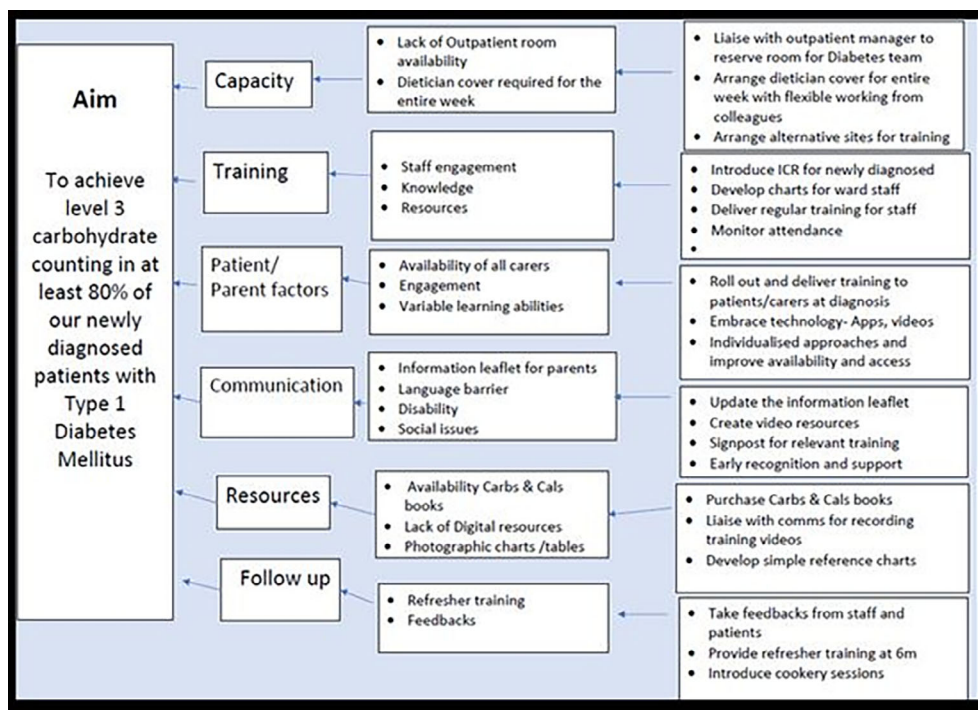 Aim
To achieve
level 3
carbohydrate
counting in at
least 80% of
our newly
diagnosed
patients with
Type 1
Diabetes
Mellitus
Capacity
• Lack of Outpatient room
availability
• Dietician cover required for the
entire week
• Liaise with outpatient manager to
reserve room for Diabetes team
• Arrange dietician cover for entire
week with flexible working from
colleagues
• Arrange alternative sites for training
Training
• Staff engagement
• Knowledge
• Resources
• Introduce ICR for newly diagnosed
• Develop charts for ward staff
• Deliver regular training for staff
• Monitor attendance
•
Patient/
Parent factors
• Availability of all carers
• Engagement
• Variable learning abilities
• Roll out and deliver training to
patients/carers at diagnosis
• Embrace technology- Apps, videos
• Individualised approaches and
improve availability and access
Communication
• Information leaflet for parents
• Language barrier
• Disability
• Social issues
• Update the information leaflet
• Create video resources
• Signpost for relevant training
• Early recognition and support
Resources
• Availability Carbs & Cals
books
• Lack of Digital resources
• Photographic charts /tables
• Purchase Carbs & Cals books
• Liaise with comms for recording
training videos
• Develop simple reference charts
Follow up
• Refresher training
• Feedbacks
• Take feedbacks from staff and
patients
• Provide refresher training at 6m
• Introduce cookery sessions